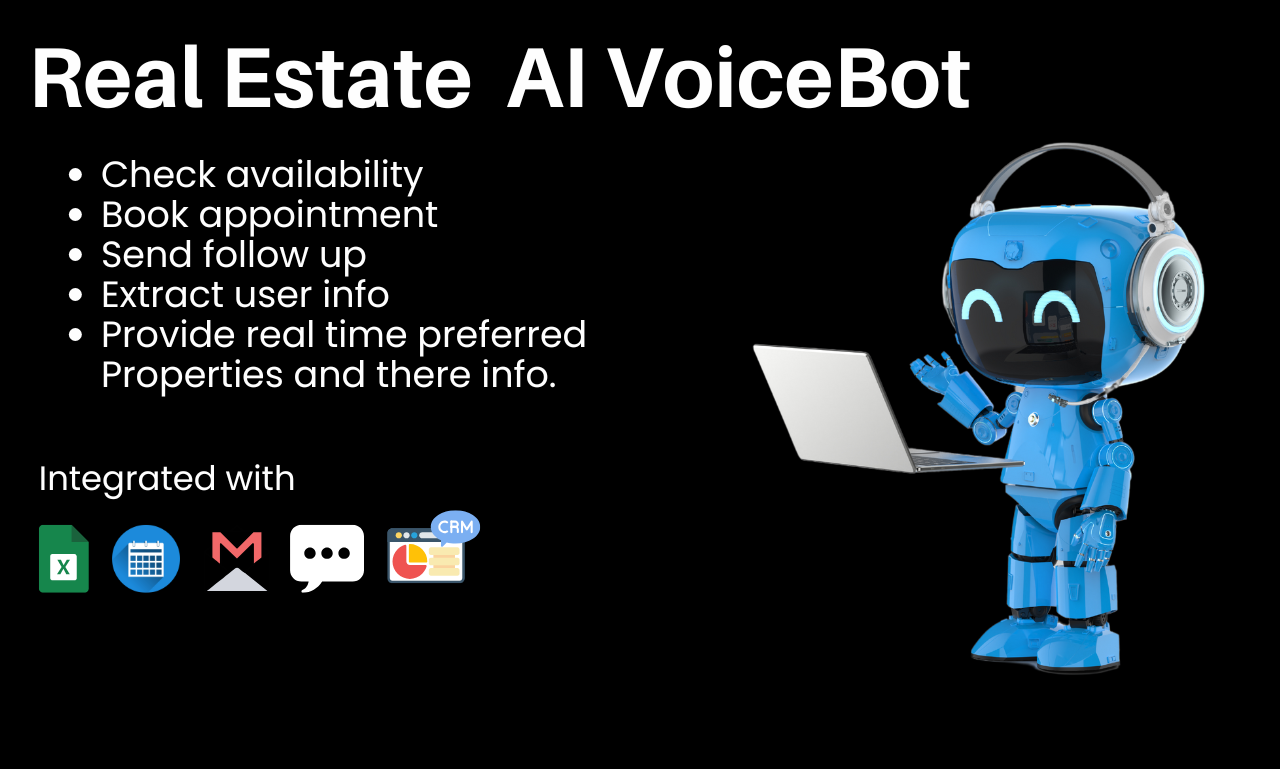 Real Estate  AI VoiceBot
• Check availability
• Book appointment
• Send follow up
• Extract user info
• Provide real time preferred
Properties and there info.
Integrated with
X
CRM